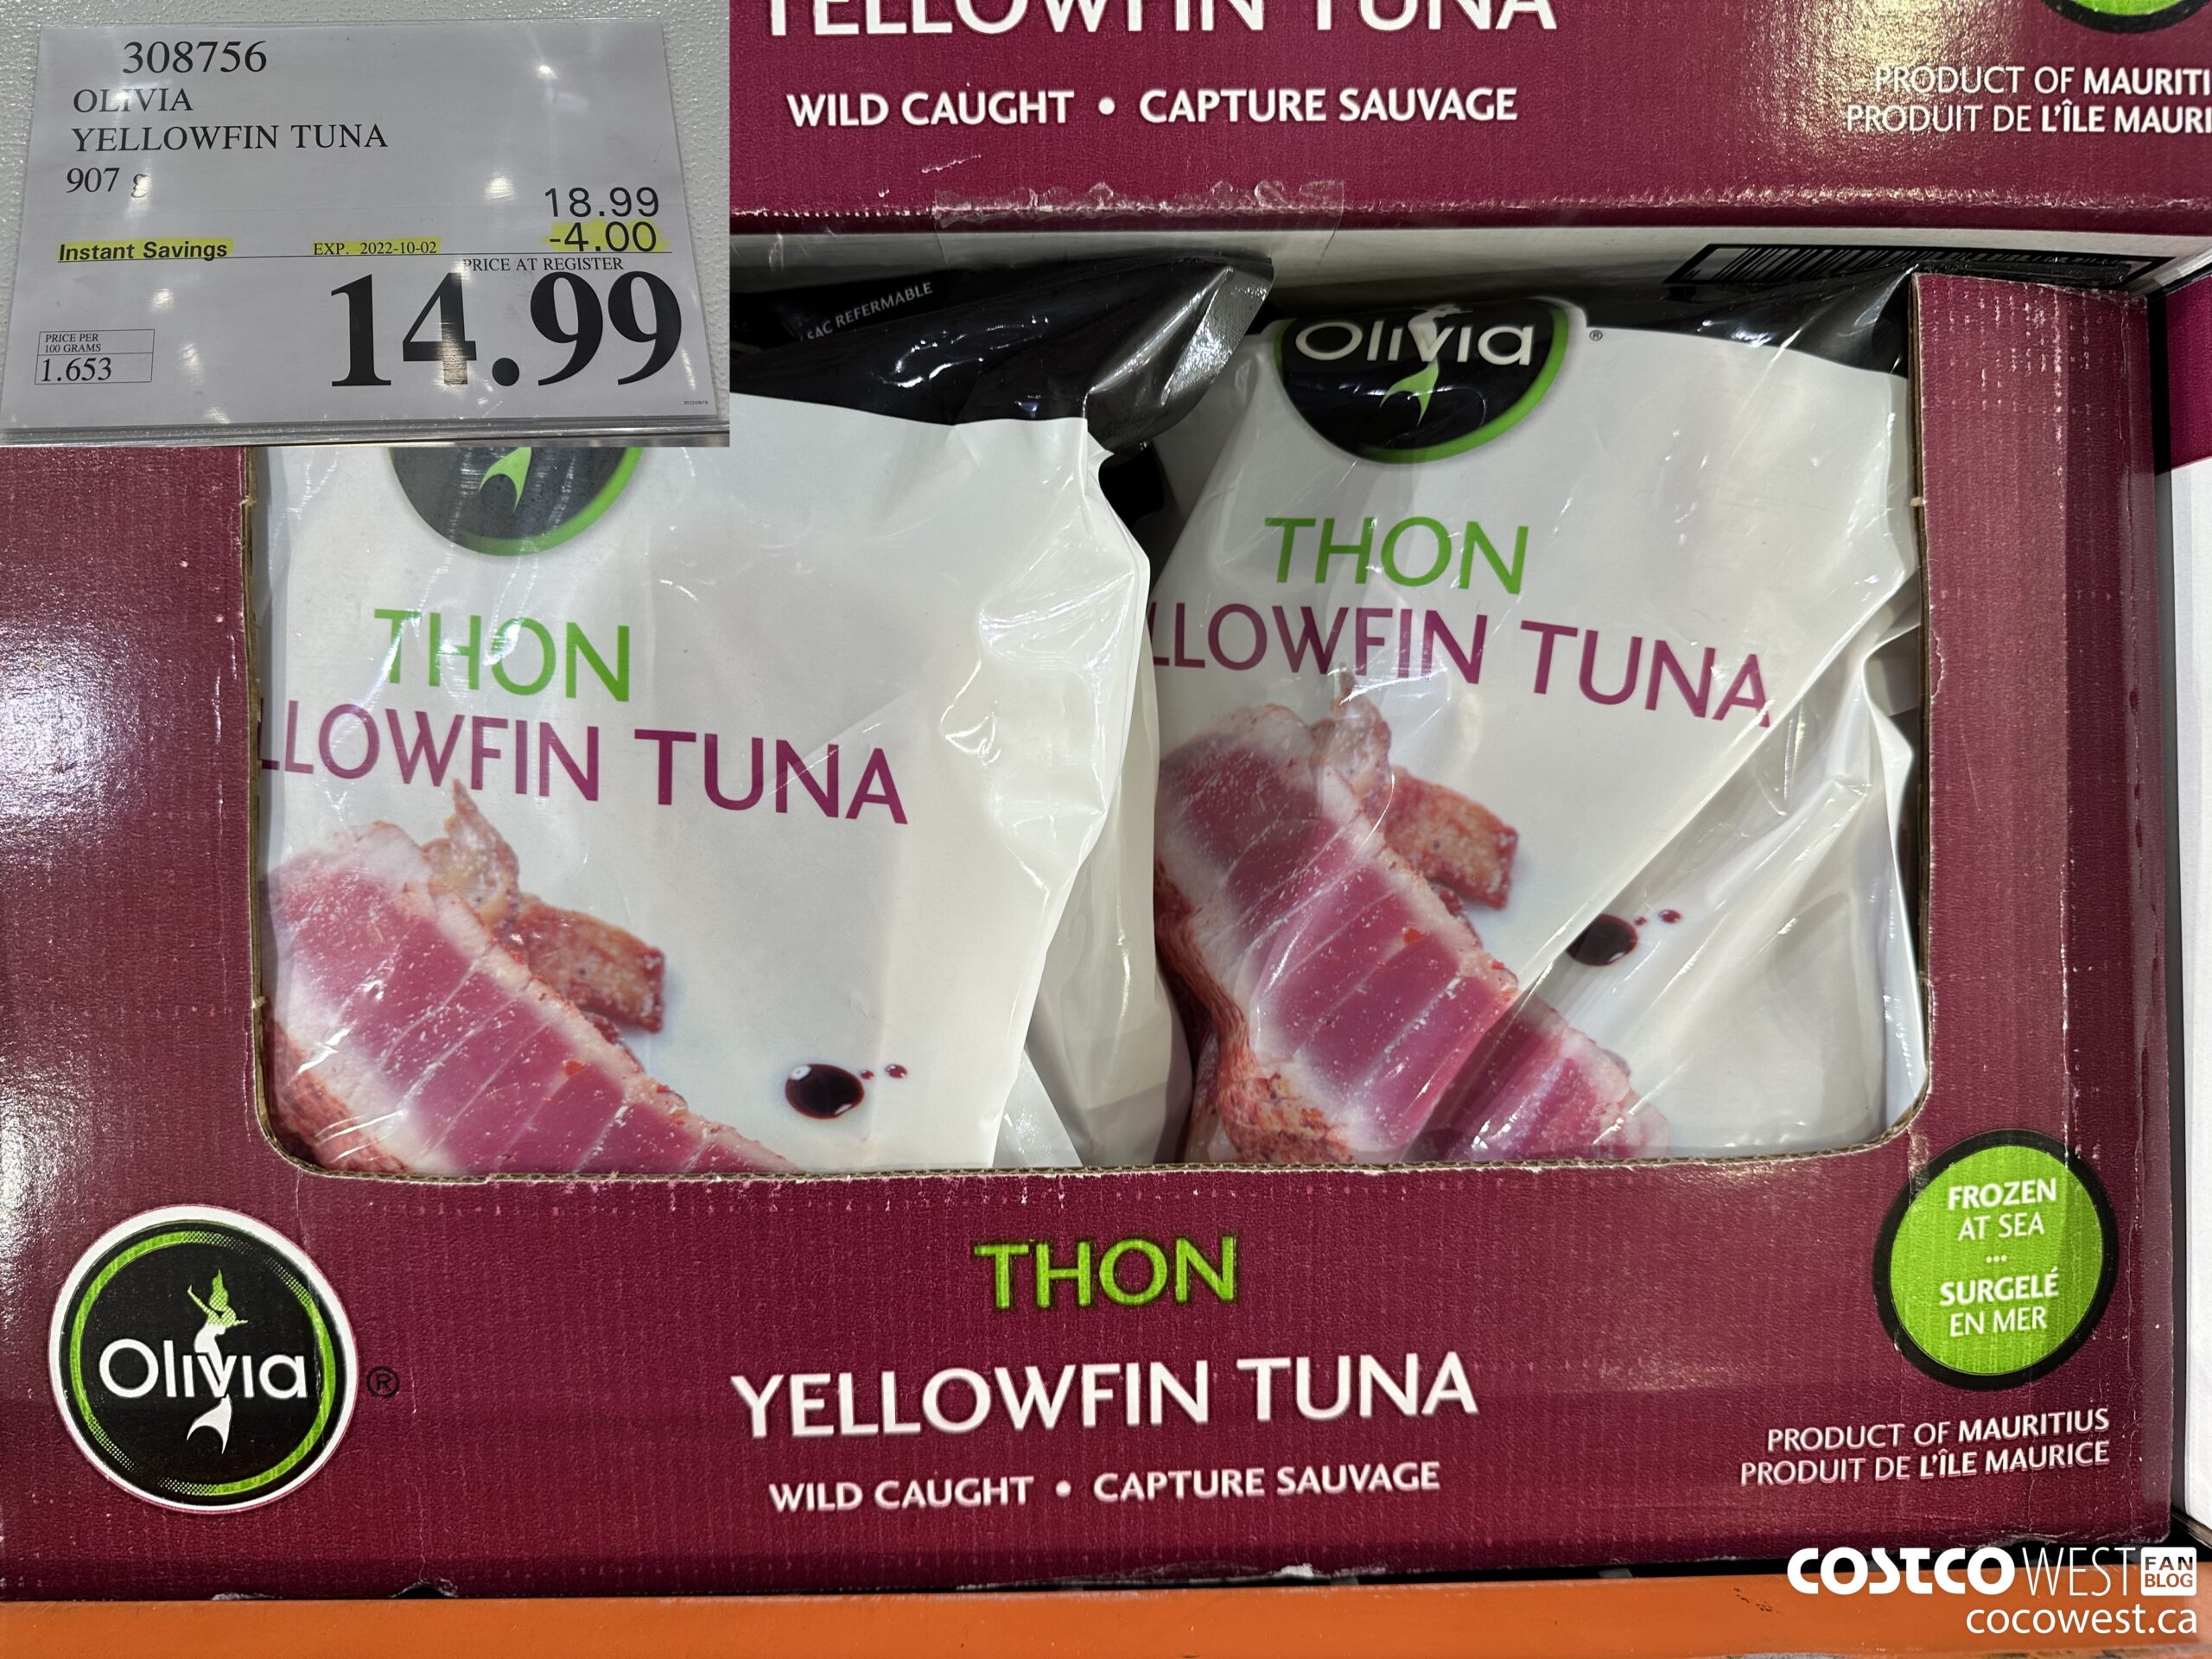 308756
OLIVIA
YELLOWFIN TUNA
907 g
18.99
Instant Savings EXP. 2022-10-02 -4.00
PRICE AT REGISTER
14.99
PRICE PER
100 GRAMS
1.653
YELLOWFIN TUNA
WILD CAUGHT • CAPTURE SAUVAGE
PRODUCT OF MAURITI
PRODUIT DE L'ÎLE MAURI
SAC REFERMABLE
Olivia ®
THON
LLOWFIN TUNA
THON
LLOWFIN TUNA
FROZEN
AT SEA
...
SURGELÉ
EN MER
Olivia ®
THON
YELLOWFIN TUNA
WILD CAUGHT • CAPTURE SAUVAGE
PRODUCT OF MAURITIUS
PRODUIT DE L'ÎLE MAURICE
COSTCO WEST FAN BLOG
cocowest.ca